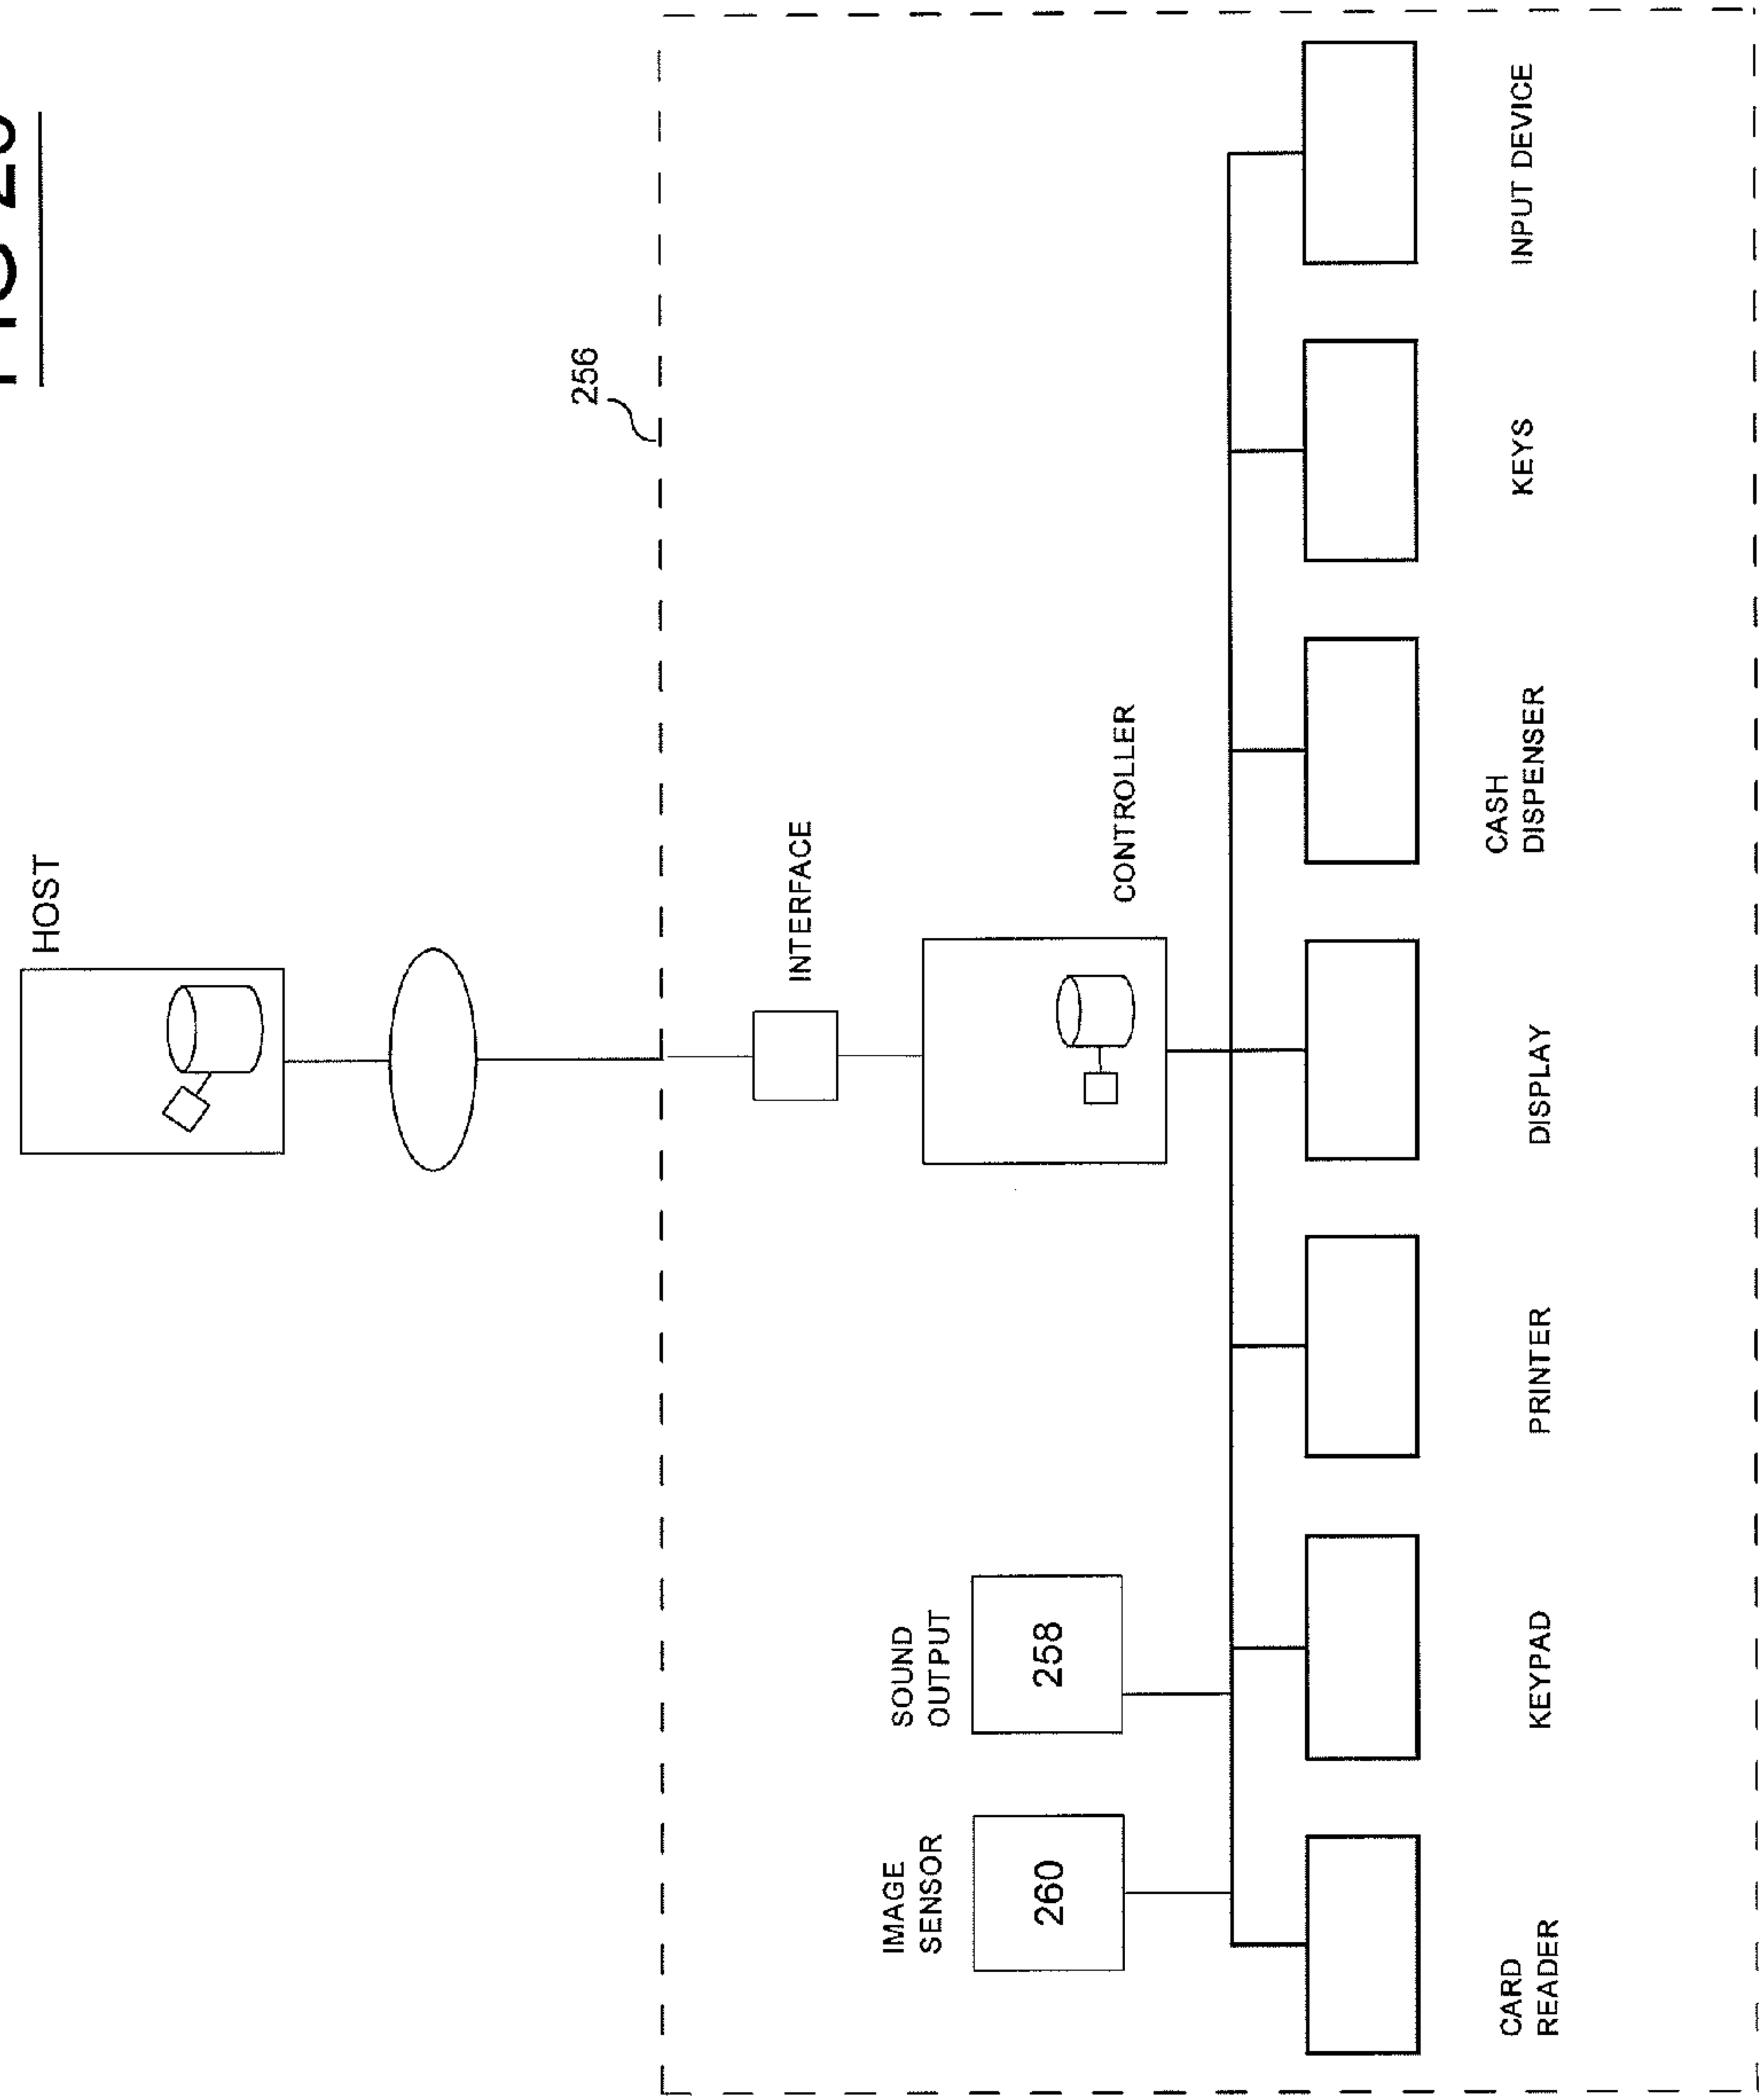 FIG
HOST
256
INTERFACE
IMAGE
SENSOR
260
SOUND
OUTPUT
258
CONTROLLER
CARD
READER
KEYPAD
PRINTER
DISPLAY
CASH
DISPENSER
KEYS
INPUT DEVICE